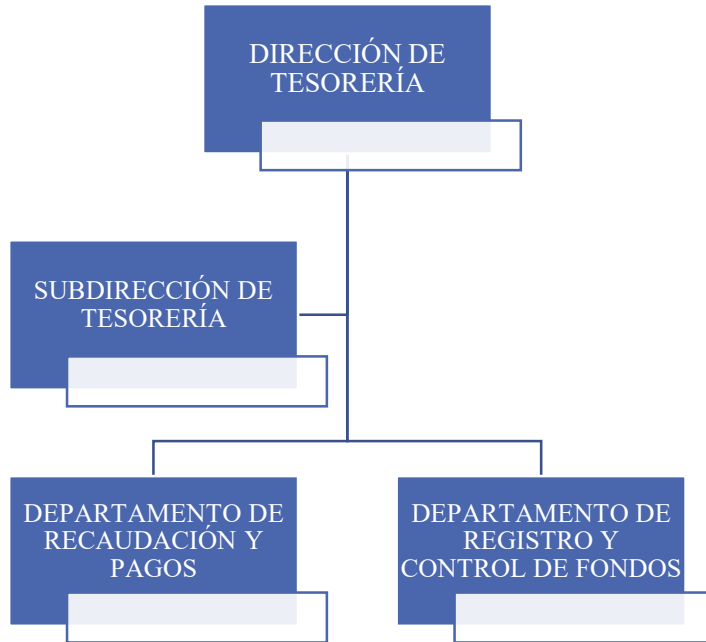 DIRECCIÓN DE
TESORERÍA
SUBDIRECCIÓN DE
TESORERÍA
DEPARTAMENTO DE
RECAUDACIÓN Y
PAGOS
DEPARTAMENTO DE
REGISTRO Y
CONTROL DE FONDOS